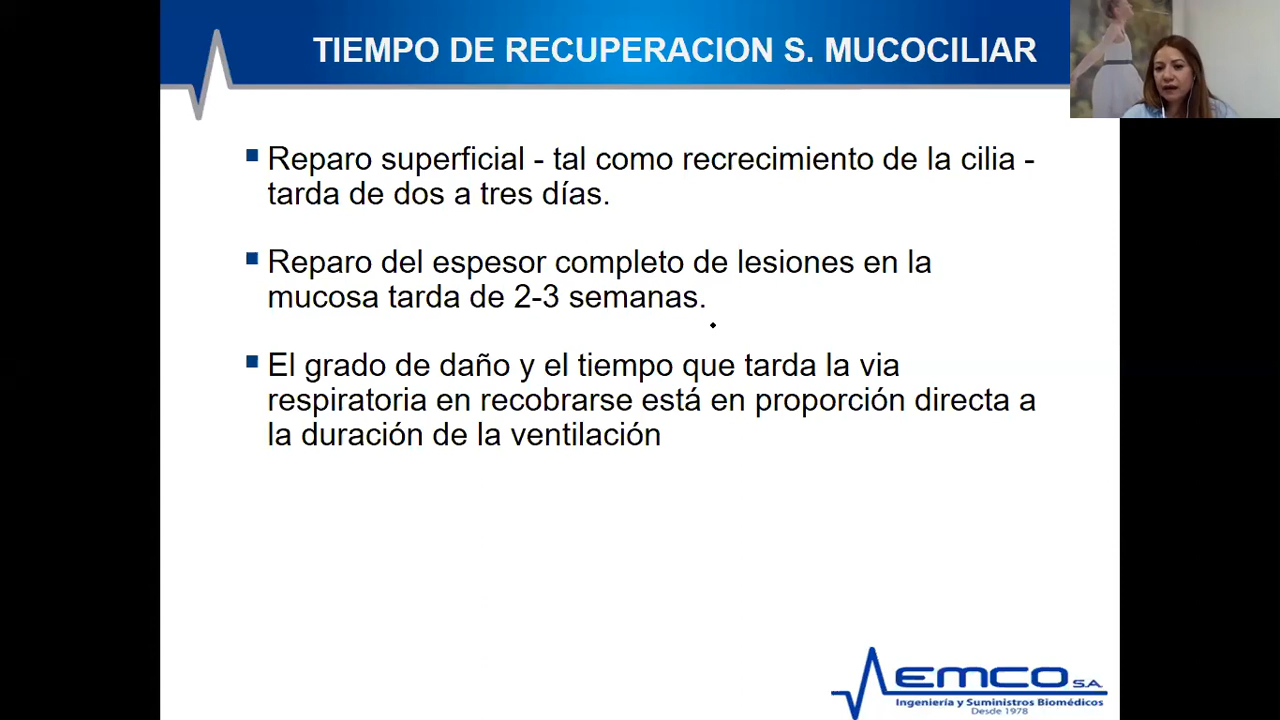 TIEMPO DE RECUPERACION S. MUCOCILIAR
Reparo superficial - tal como recrecimiento de la cilia -
tarda de dos a tres días.
Reparo del espesor completo de lesiones en la
mucosa tarda de 2-3 semanas.
El grado de daño y el tiempo que tarda la via
respiratoria en recobrarse está en proporción directa a
la duración de la ventilación
EMCO S.A.
Ingeniería y Suministros Biomédicos
Desde 1978